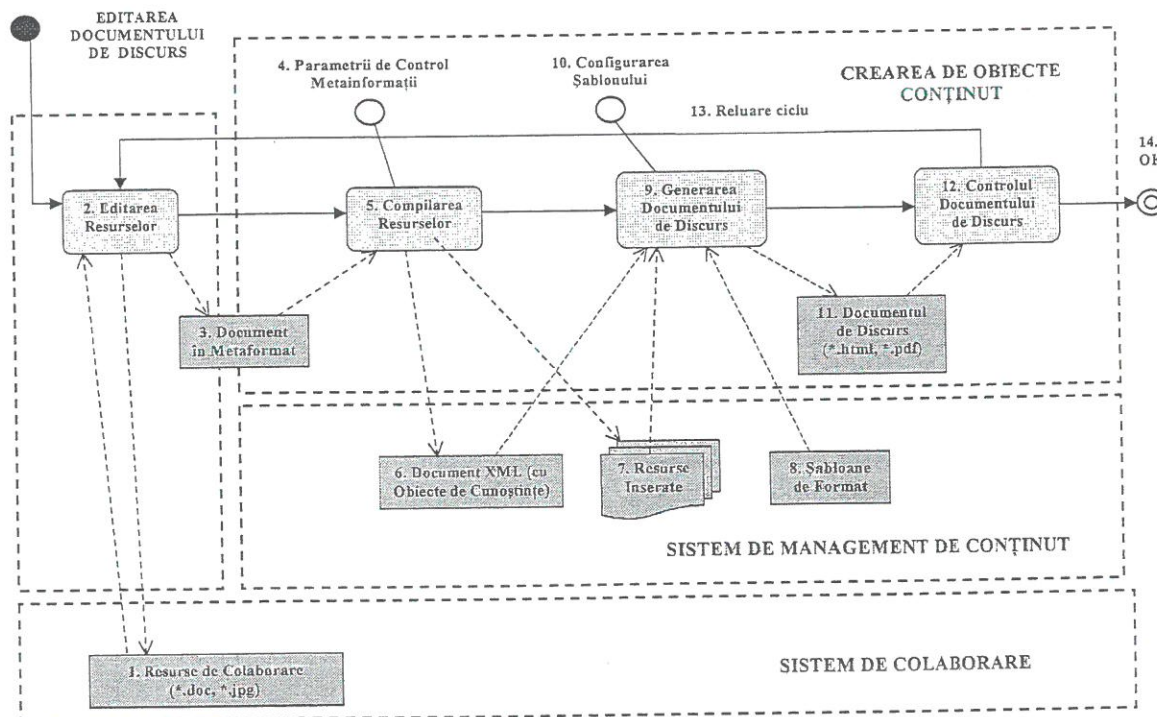 EDITAREA
DOCUMENTULUI
DE DISCURS
4. Parametrii de Control
Metainformații
10. Configurarea
Șablonului
CREAREA DE OBIECTE
CONȚINUT
13. Reluare ciclu
14.
2. Editarea
Resurselor
5. Compilarea
Resurselor
9. Generarea
Documentului
de Discurs
12. Controlul
Documentului
de Discurs
3. Document
în Metaformat
11. Documentul
de Discurs
(*.html, *.pdf)
6. Document XML (cu
Obiecte de Cunoștințe)
7. Resurse
Inserate
8. Șabloane
de Format
SISTEM DE MANAGEMENT DE CONȚINUT
1. Resurse de Colaborare
(*.doc, *.jpg)
SISTEM DE COLABORARE